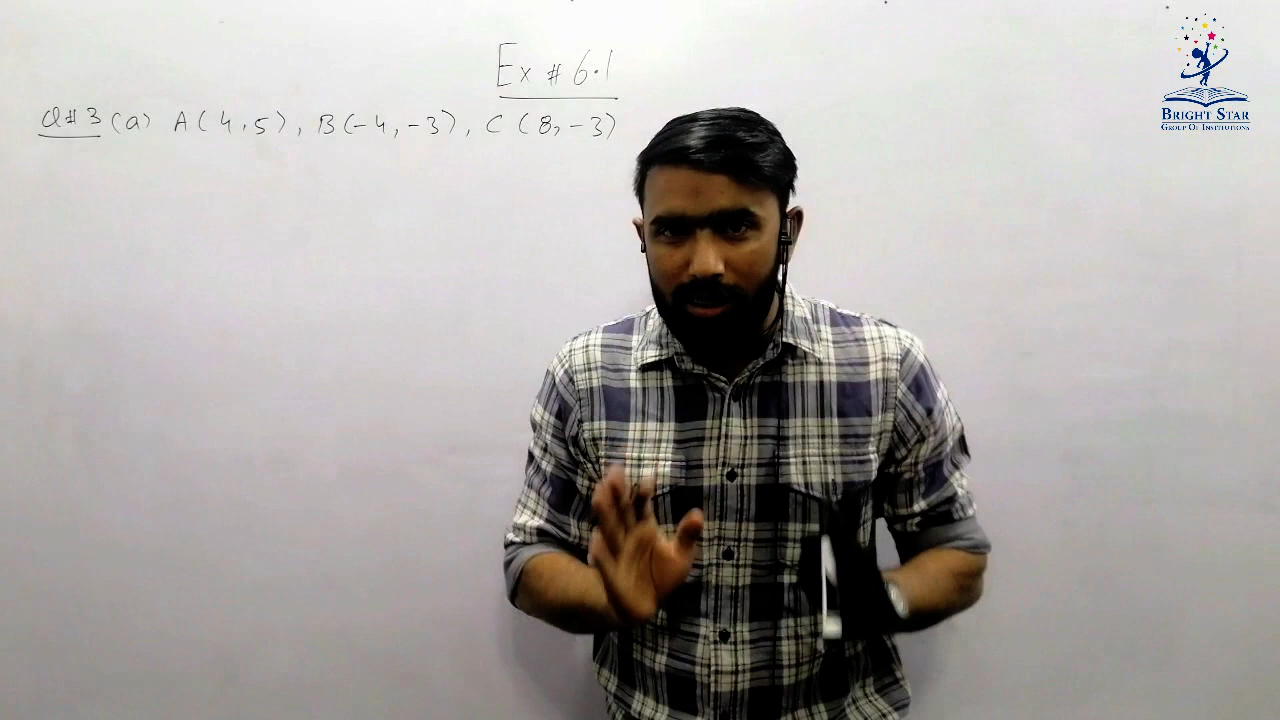 Ex # 6.1
Q#3 (a) A(4,5), B(-4,-3), C(8,-3)
BRIGHT STAR
GROUP OF INSTITUTIONS